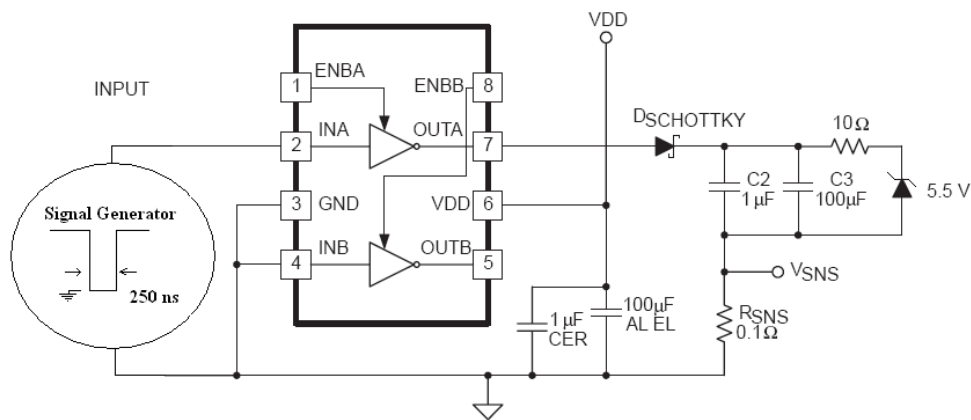 VDD
INPUT
1 ENBA ENBB 8
2 INA OUTA 7
3 GND VDD 6
4 INB OUTB 5
DSCHOTTKY
10Ω
C2
1 μF
C3
100μF
5.5 V
Signal Generator
250 ns
VSNS
1 μF
CER
100μF
AL EL
RSNS
0.1Ω